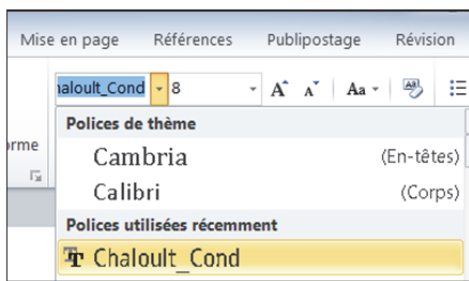 Mise en page Références Publipostage Révision
haloult_Cond 8 A A Aa
Polices de thème
Cambria (En-têtes)
Calibri (Corps)
Polices utilisées récemment
Chaloult_Cond